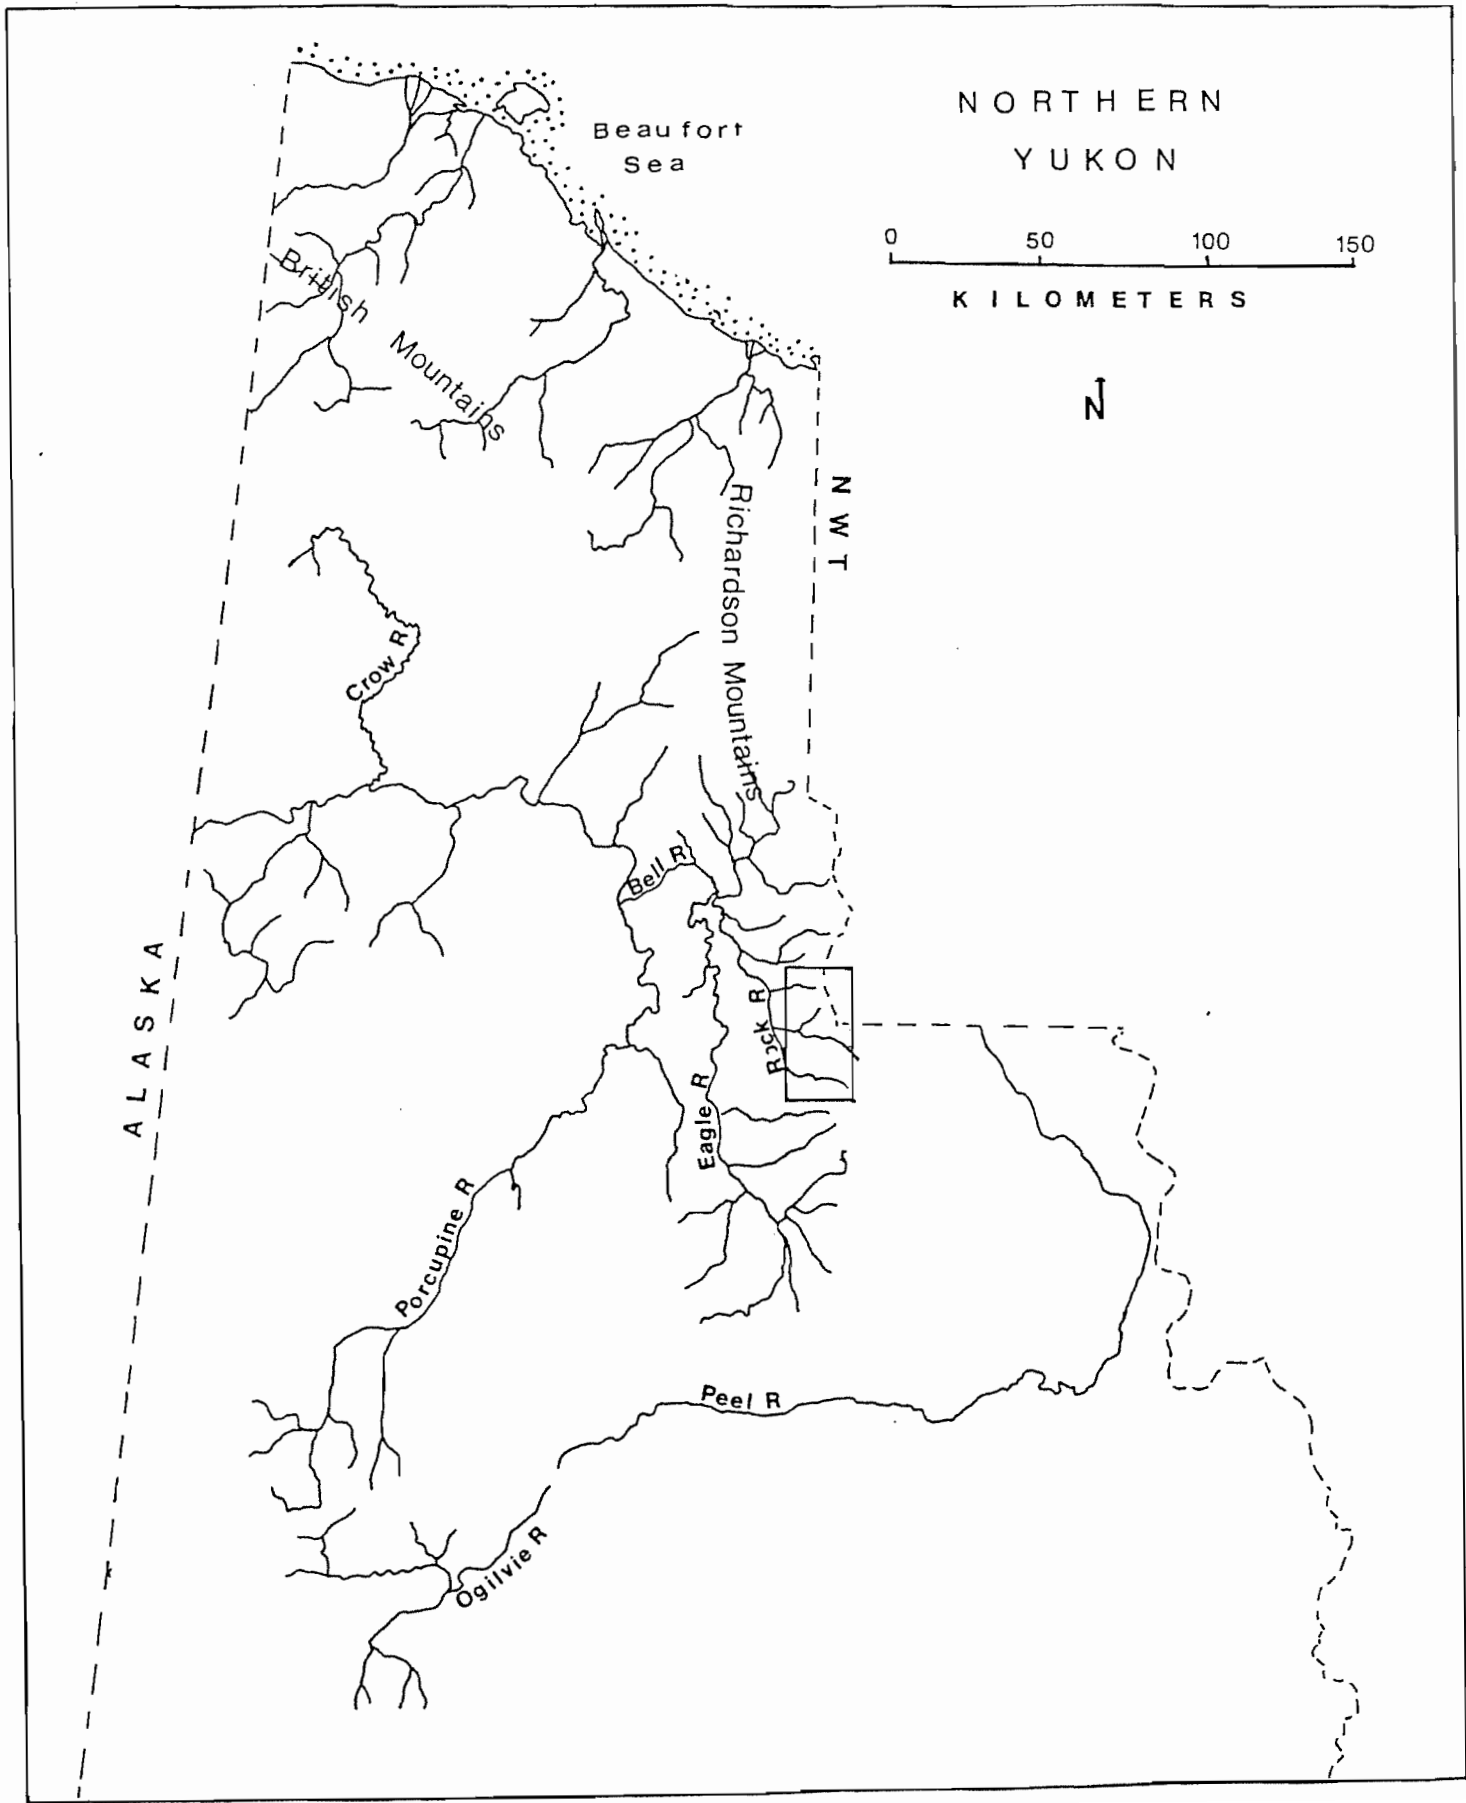 NORTHERN
YUKON
Beaufort
Sea
0 50 100 150
KILOMETERS
N
British Mountains
Richardson Mountains
NWT
Crow R
Bell R
ALASKA
Rock R
Eagle R
Porcupine R
Peel R
Ogilvie R